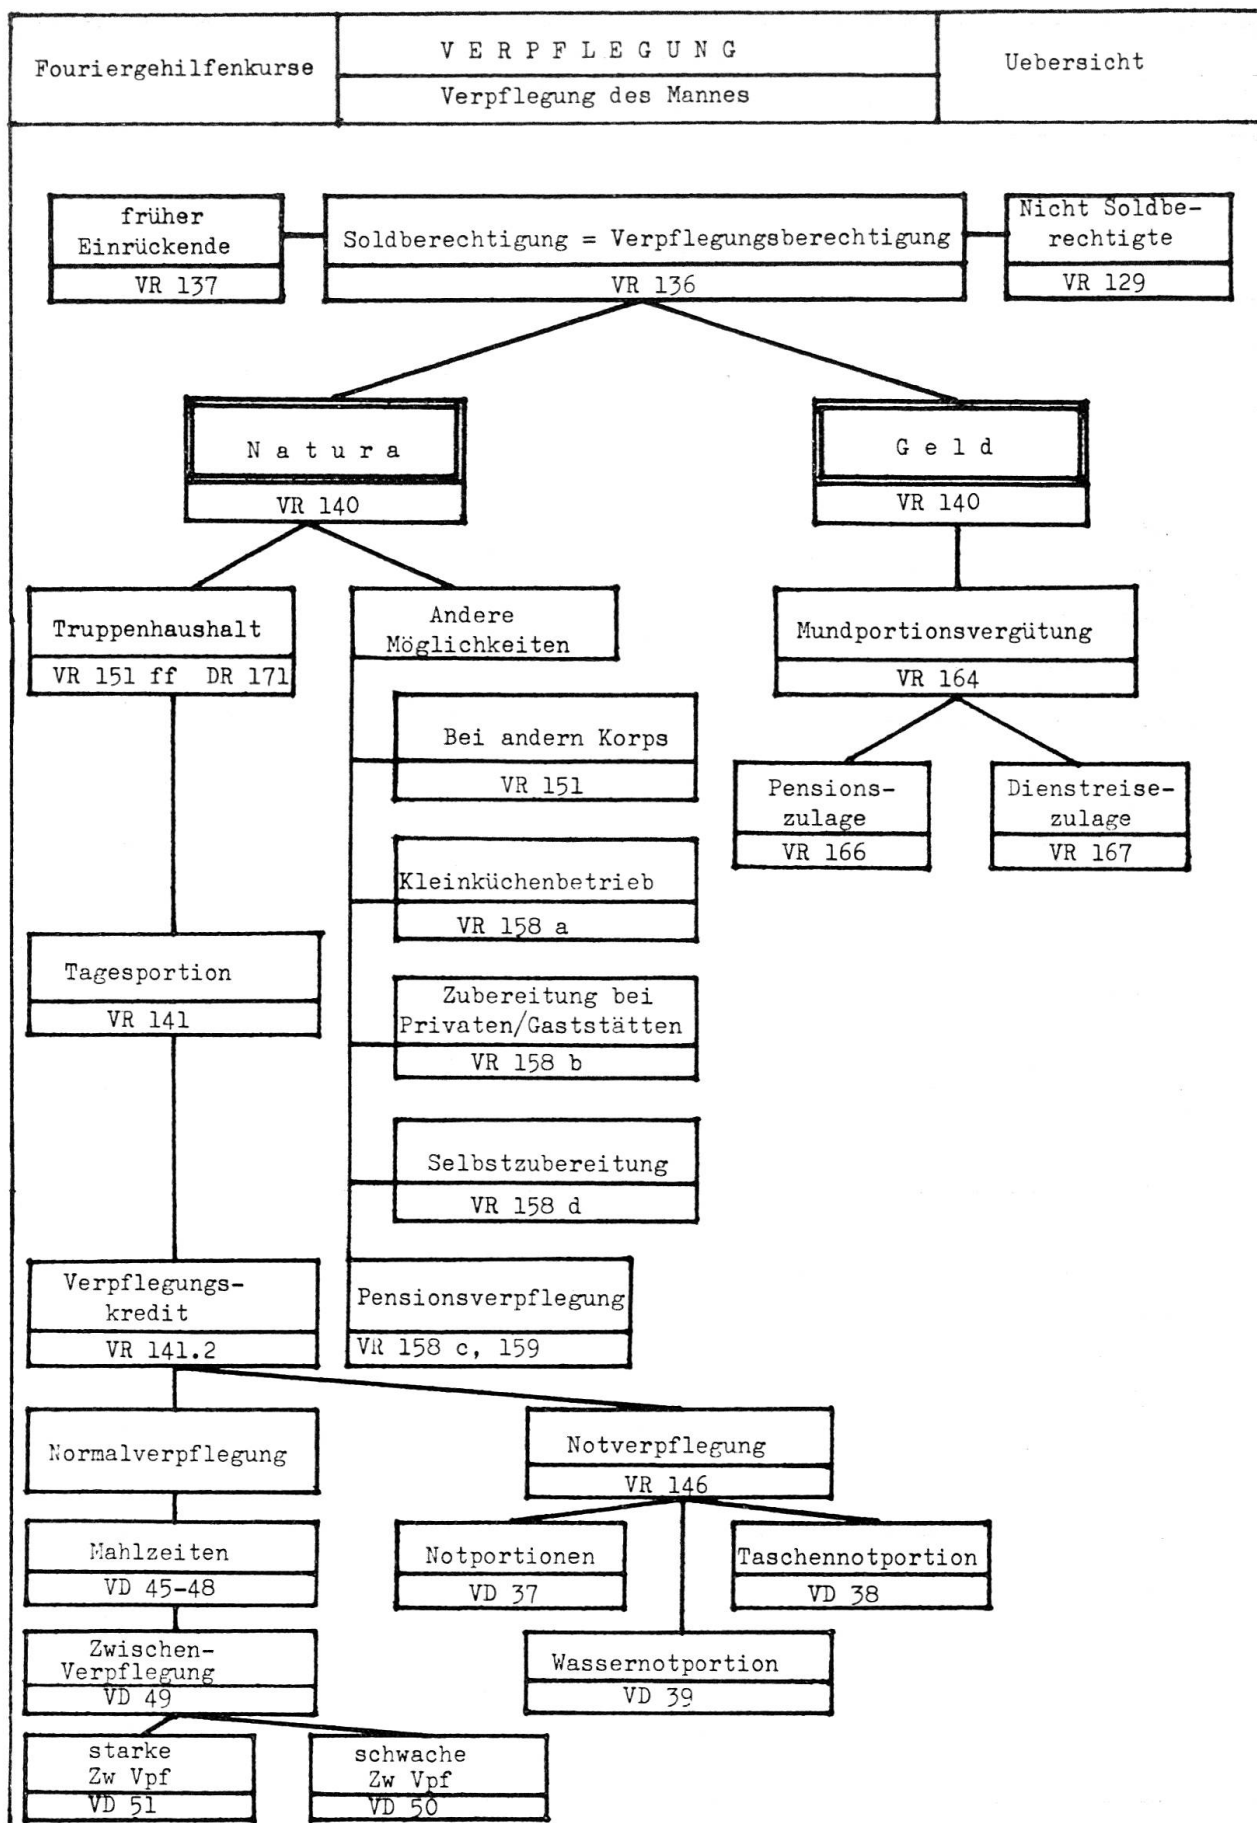 Fouriergehilfenkurse
V E R P F L E G U N G
Verpflegung des Mannes
Uebersicht
früher
Einrückende
VR 137
Soldberechtigung = Verpflegungsberechtigung
VR 136
Nicht Soldbe-
rechtigte
VR 129
N a t u r a
VR 140
G e l d
VR 140
Truppenhaushalt
VR 151 ff DR 171
Andere
Möglichkeiten
Mundportionsvergütung
VR 164
Bei andern Korps
VR 151
Pensions-
zulage
VR 166
Dienstreise-
zulage
VR 167
Kleinküchenbetrieb
VR 158 a
Tagesportion
VR 141
Zubereitung bei
Privaten/Gaststätten
VR 158 b
Selbstzubereitung
VR 158 d
Verpflegungs-
kredit
VR 141.2
Pensionsverpflegung
VR 158 c, 159
Normalverpflegung
Notverpflegung
VR 146
Mahlzeiten
VD 45-48
Notportionen
VD 37
Taschennotportion
VD 38
Zwischen-
Verpflegung
VD 49
Wassernotportion
VD 39
starke
Zw Vpf
VD 51
schwache
Zw Vpf
VD 50